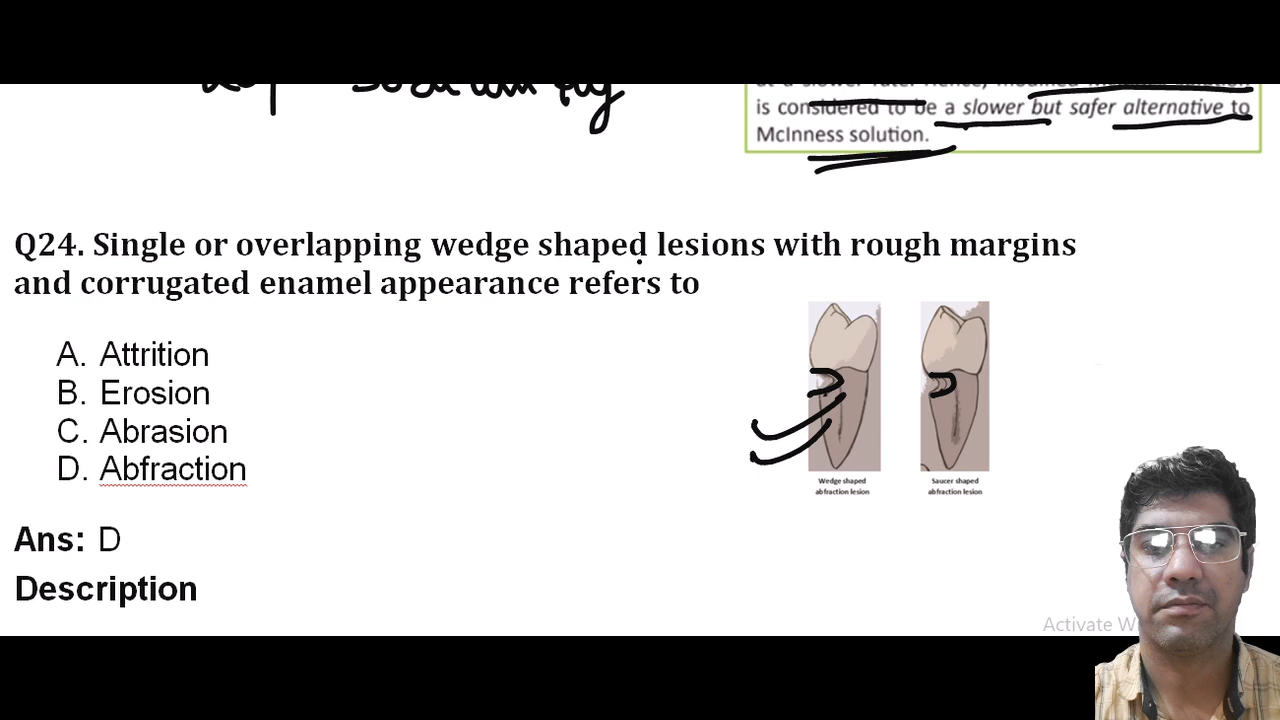 is considered to be a slower but safer alternative to
McInness solution.
Q24. Single or overlapping wedge shaped lesions with rough margins
and corrugated enamel appearance refers to
A. Attrition
B. Erosion
C. Abrasion
D. Abfraction
Wedge shaped
abfraction lesion
Saucer shaped
abfraction lesion
Ans: D
Description
Activate